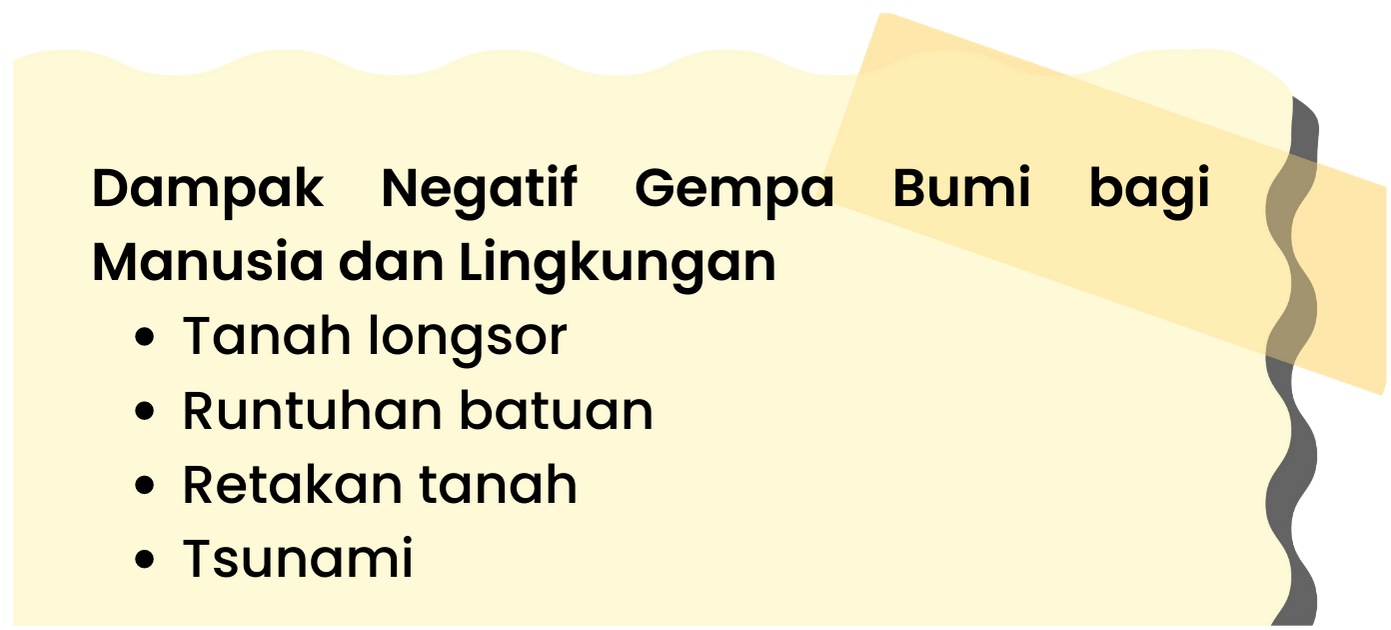 Dampak Negatif Gempa Bumi bagi
Manusia dan Lingkungan
• Tanah longsor
• Runtuhan batuan
• Retakan tanah
• Tsunami